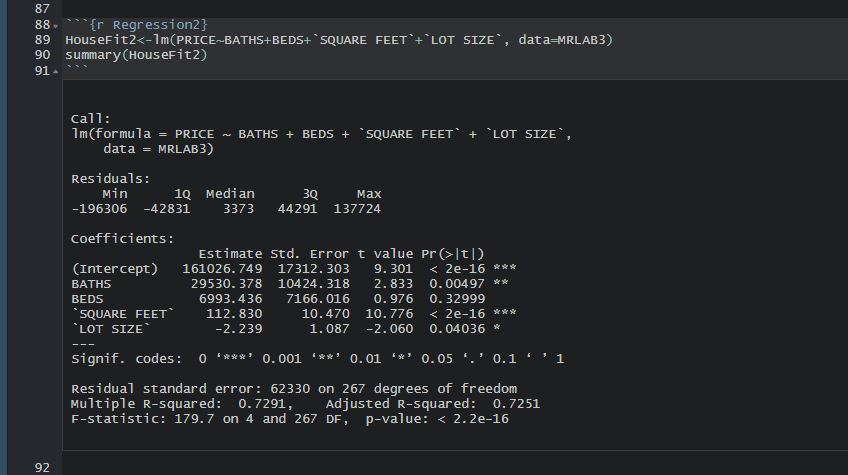 87
88 ```{r Regression2}
89 HouseFit2<-lm(PRICE~BATHS+BEDS+`SQUARE FEET`+`LOT SIZE`, data=MRLAB3)
90 summary(HouseFit2)
91 ```
Call:
lm(formula = PRICE ~ BATHS + BEDS + `SQUARE FEET` + `LOT SIZE`,
    data = MRLAB3)
Residuals:
    Min      1Q  Median      3Q     Max
-196306  -42831    3373   44291  137724
Coefficients:
                Estimate Std. Error t value Pr(>|t|)
(Intercept)   161026.749  17312.303   9.301  < 2e-16 ***
BATHS          29530.378  10424.318   2.833  0.00497 **
BEDS            6993.436   7166.016   0.976  0.32999
`SQUARE FEET`    112.830     10.470  10.776  < 2e-16 ***
`LOT SIZE`        -2.239      1.087  -2.060  0.04036 *
---
Signif. codes:  0 ‘***’ 0.001 ‘**’ 0.01 ‘*’ 0.05 ‘.’ 0.1 ‘ ’ 1
Residual standard error: 62330 on 267 degrees of freedom
Multiple R-squared:  0.7291,    Adjusted R-squared:  0.7251
F-statistic: 179.7 on 4 and 267 DF,  p-value: < 2.2e-16
92